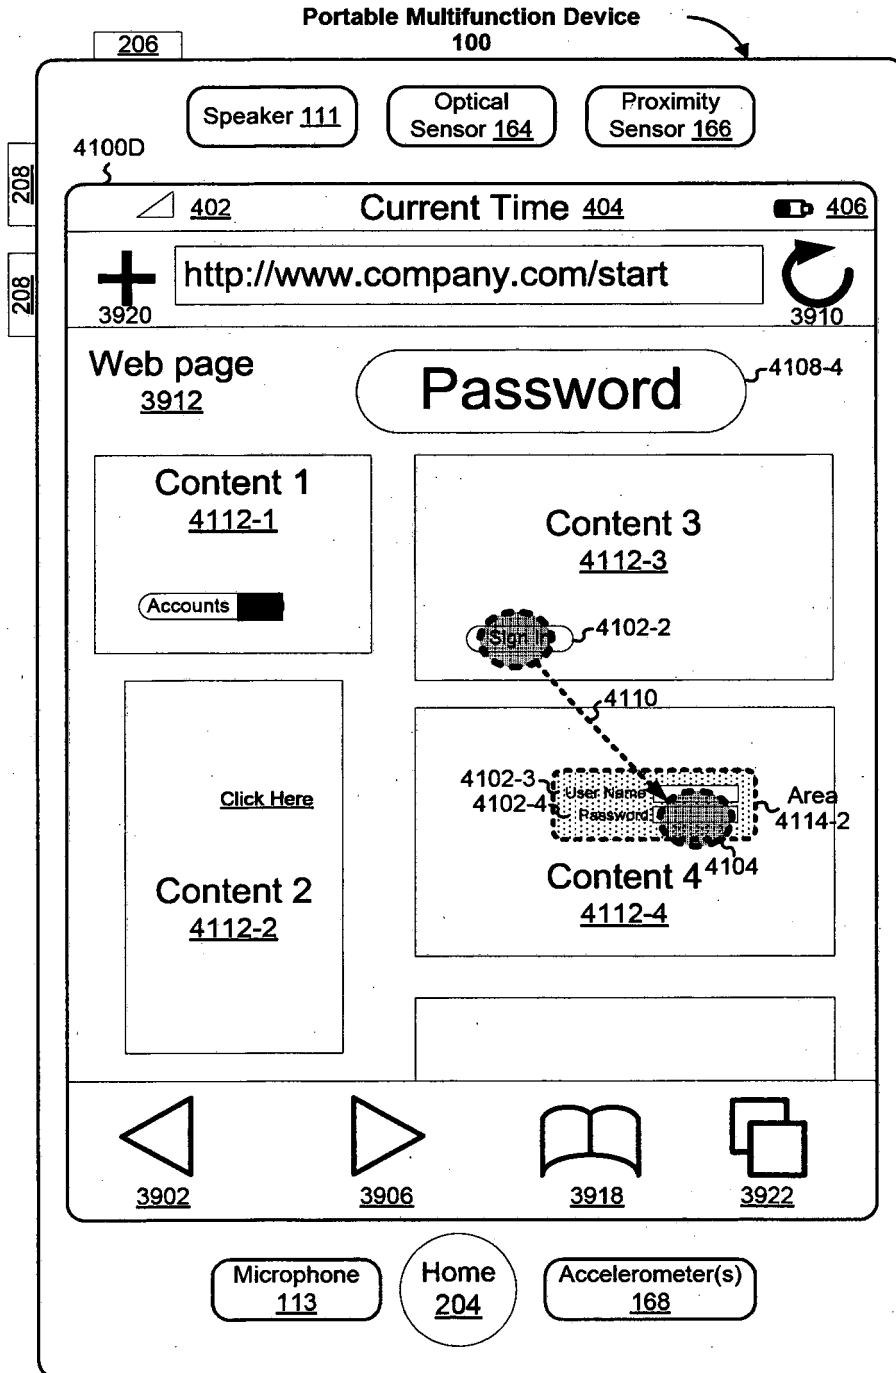 Portable Multifunction Device
100
206
Speaker 111
Optical
Sensor 164
Proximity
Sensor 166
4100D
208
208
402
Current Time 404
406
http://www.company.com/start
3920
3910
Web page
3912
Password
4108-4
Content 1
4112-1
Accounts
Content 3
4112-3
Sign In
4102-2
4110
Click Here
Content 2
4112-2
4102-3
4102-4
User Name
Password
Area
4114-2
4104
Content 4
4112-4
3902
3906
3918
3922
Microphone
113
Home
204
Accelerometer(s)
168